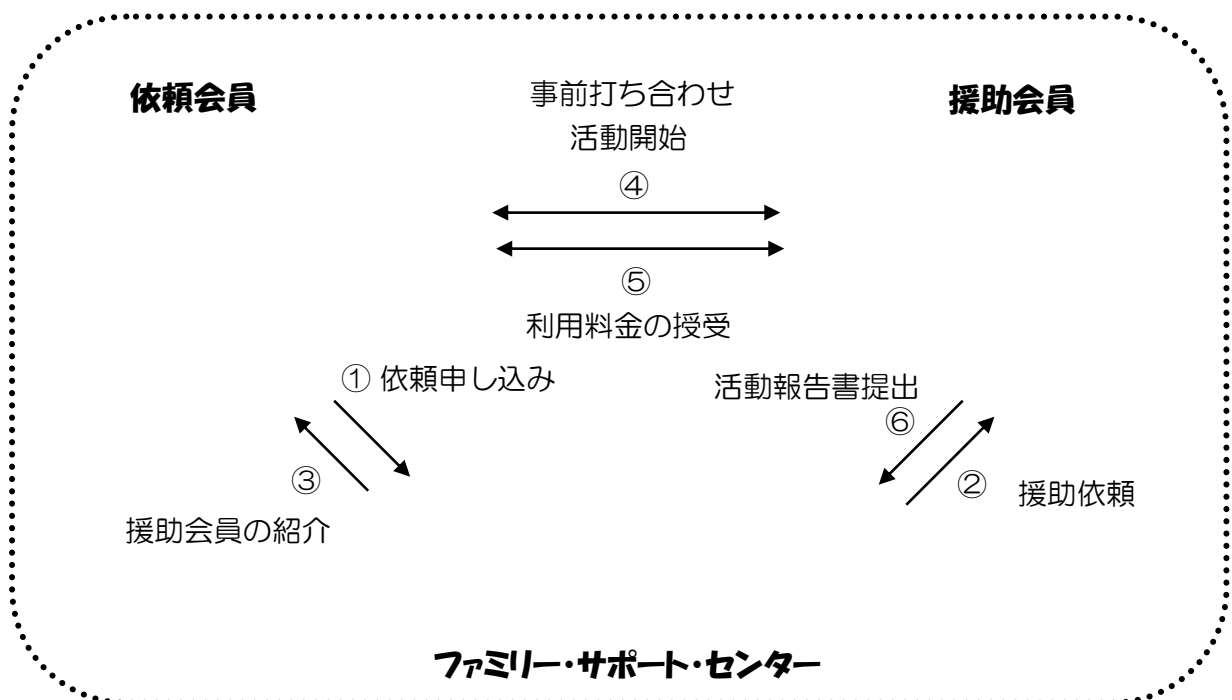 依頼会員
事前打ち合わせ
活動開始
援助会員
④
⑤
利用料金の授受
① 依頼申し込み
活動報告書提出
⑥
③
② 援助依頼
援助会員の紹介
ファミリー・サポート・センター